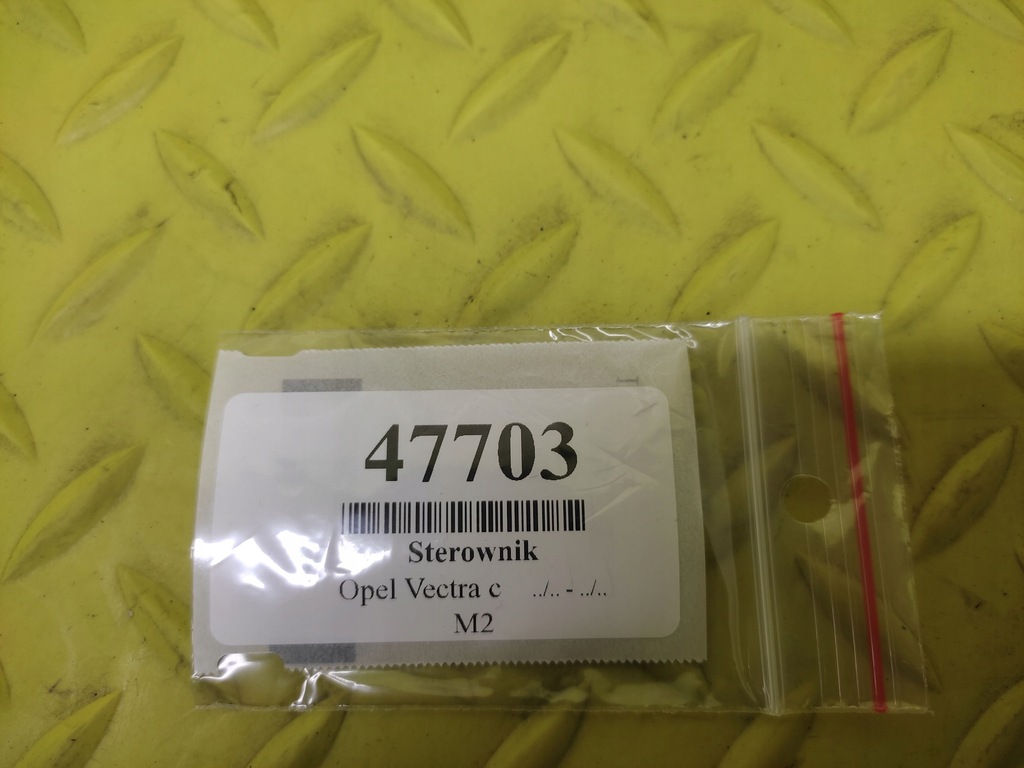 47703
Sterownik
Opel Vectra c ../.. - ../..
M2